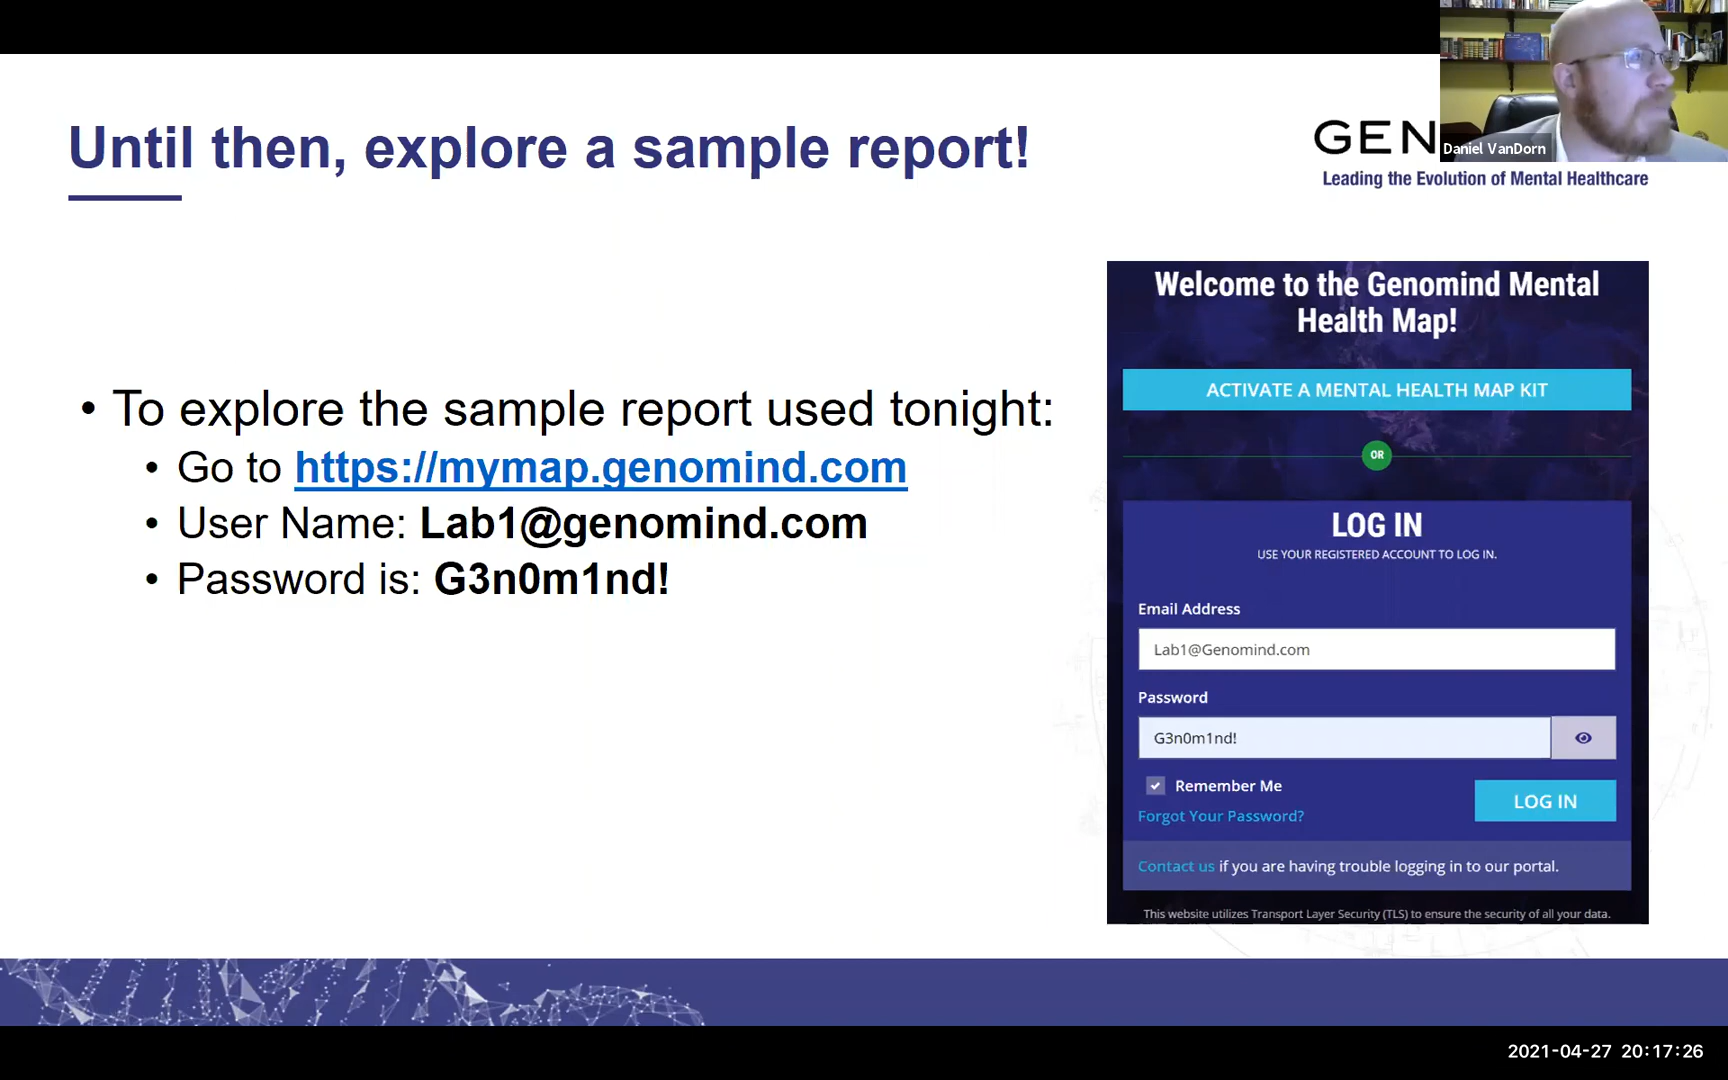 Until then, explore a sample report!
GEN
Leading the Evolution of Mental Healthcare
Daniel VanDorn
• To explore the sample report used tonight:
• Go to https://mymap.genomind.com
• User Name: Lab1@genomind.com
• Password is: G3n0m1nd!
Welcome to the Genomind Mental
Health Map!
ACTIVATE A MENTAL HEALTH MAP KIT
OR
LOG IN
USE YOUR REGISTERED ACCOUNT TO LOG IN.
Email Address
Lab1@Genomind.com
Password
G3n0m1nd!
Remember Me
Forgot Your Password?
LOG IN
Contact us if you are having trouble logging in to our portal.
This website utilizes Transport Layer Security (TLS) to ensure the security of all your data.
2021-04-27 20:17:26